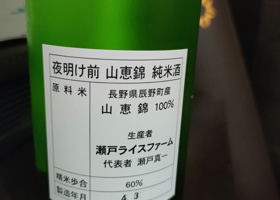 夜明け前 山恵錦 純米酒
原料米 長野県辰野町産
山恵錦 100%
生産者
瀬戸ライスファーム
代表者 瀬戸真一
精米歩合 60%
製造年月 4 3